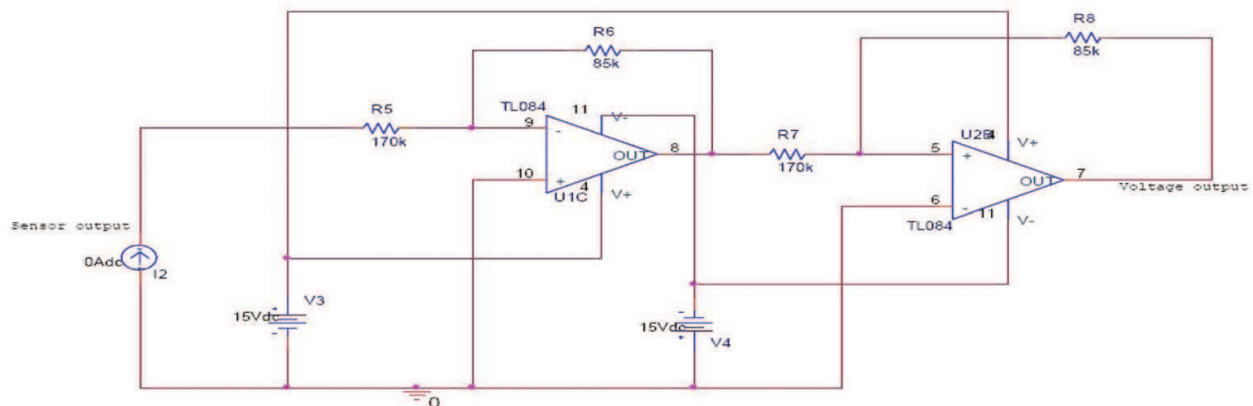 R8
85k
R6
85k
R5
170k
TL084
11
V-
9
-
OUT
8
10
+
4
U1C
V+
R7
170k
U2B
4
V+
5
+
OUT
7
Voltage output
6
-
TL084
11
V-
Sensor output
0Adc
I2
V3
15Vdc
+
-
-
15Vdc
+
V4
0